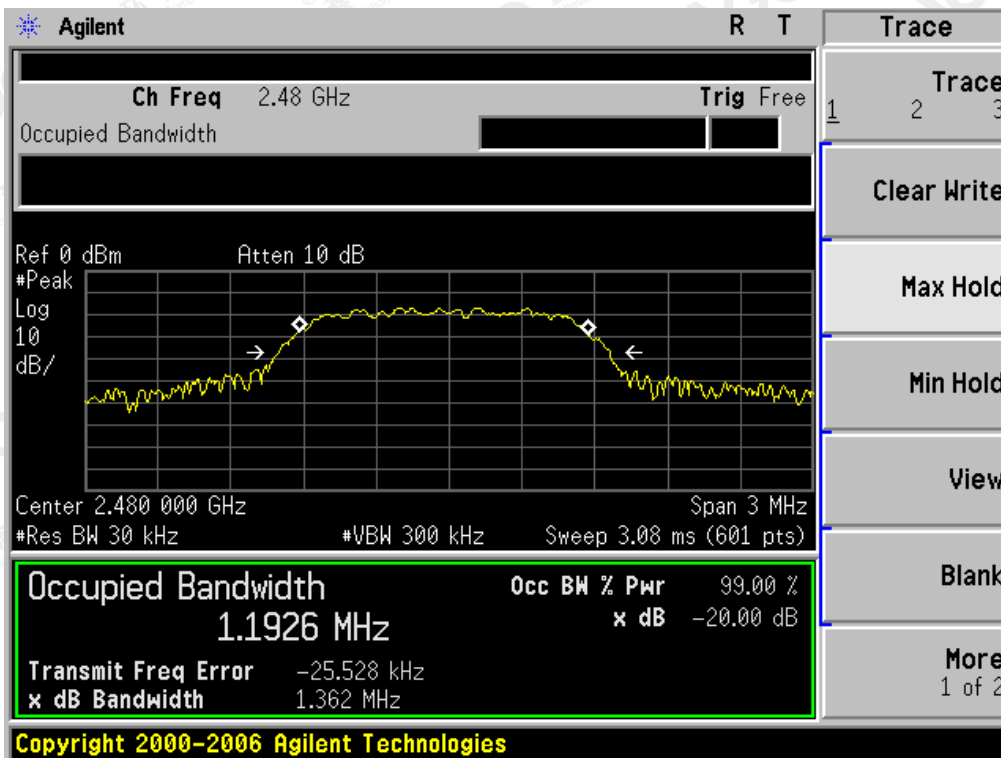 Agilent R T
Ch Freq 2.48 GHz Trig Free
Occupied Bandwidth
Ref 0 dBm Atten 10 dB
#Peak
Log
10
dB/
Center 2.480 000 GHz Span 3 MHz
#Res BW 30 kHz #VBW 300 kHz Sweep 3.08 ms (601 pts)
Occupied Bandwidth Occ BW % Pwr 99.00 %
1.1926 MHz x dB -20.00 dB
Transmit Freq Error -25.528 kHz
x dB Bandwidth 1.362 MHz
Copyright 2000-2006 Agilent Technologies
Trace
Trace
1 2 3
Clear Write
Max Hold
Min Hold
View
Blank
More
1 of 2